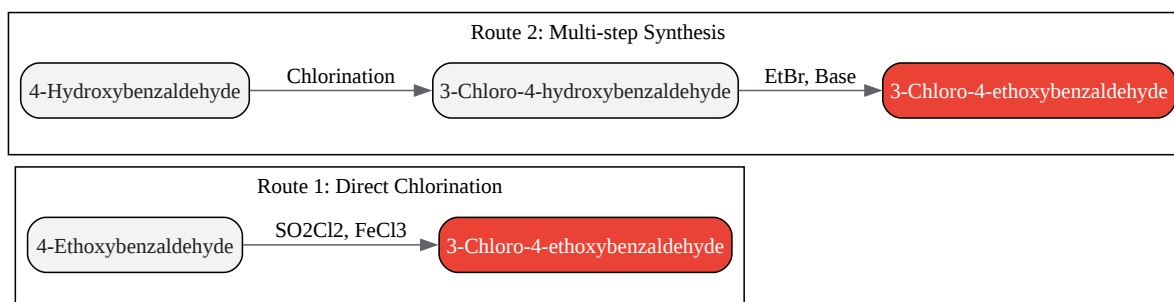 Route 2: Multi-step Synthesis
4-Hydroxybenzaldehyde
Chlorination
3-Chloro-4-hydroxybenzaldehyde
EtBr, Base
3-Chloro-4-ethoxybenzaldehyde
Route 1: Direct Chlorination
4-Ethoxybenzaldehyde
SO2Cl2, FeCl3
3-Chloro-4-ethoxybenzaldehyde